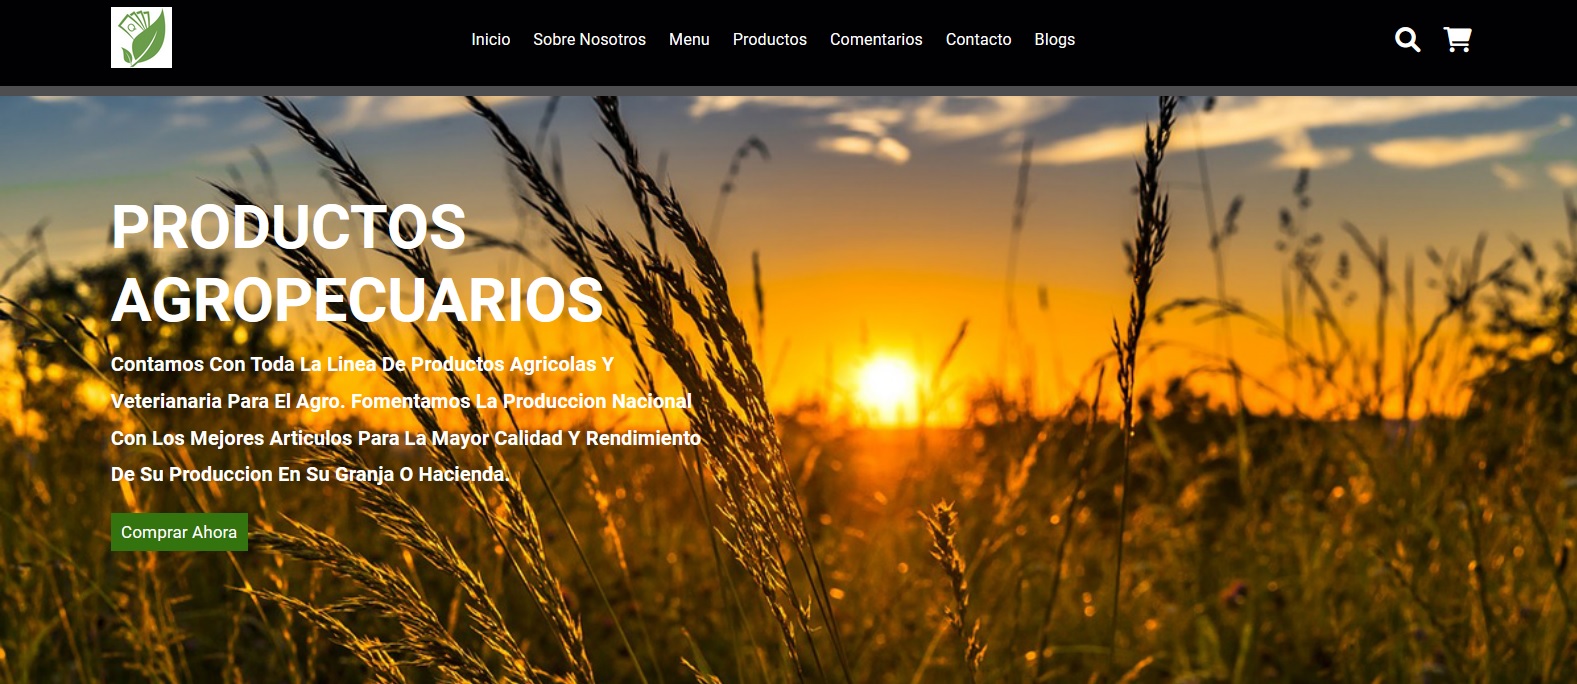 Inicio Sobre Nosotros Menu Productos Comentarios Contacto Blogs
PRODUCTOS
AGROPECUARIOS
Contamos Con Toda La Linea De Productos Agricolas Y
Veterianaria Para El Agro. Fomentamos La Produccion Nacional
Con Los Mejores Articulos Para La Mayor Calidad Y Rendimiento
De Su Produccion En Su Granja O Hacienda.
Comprar Ahora